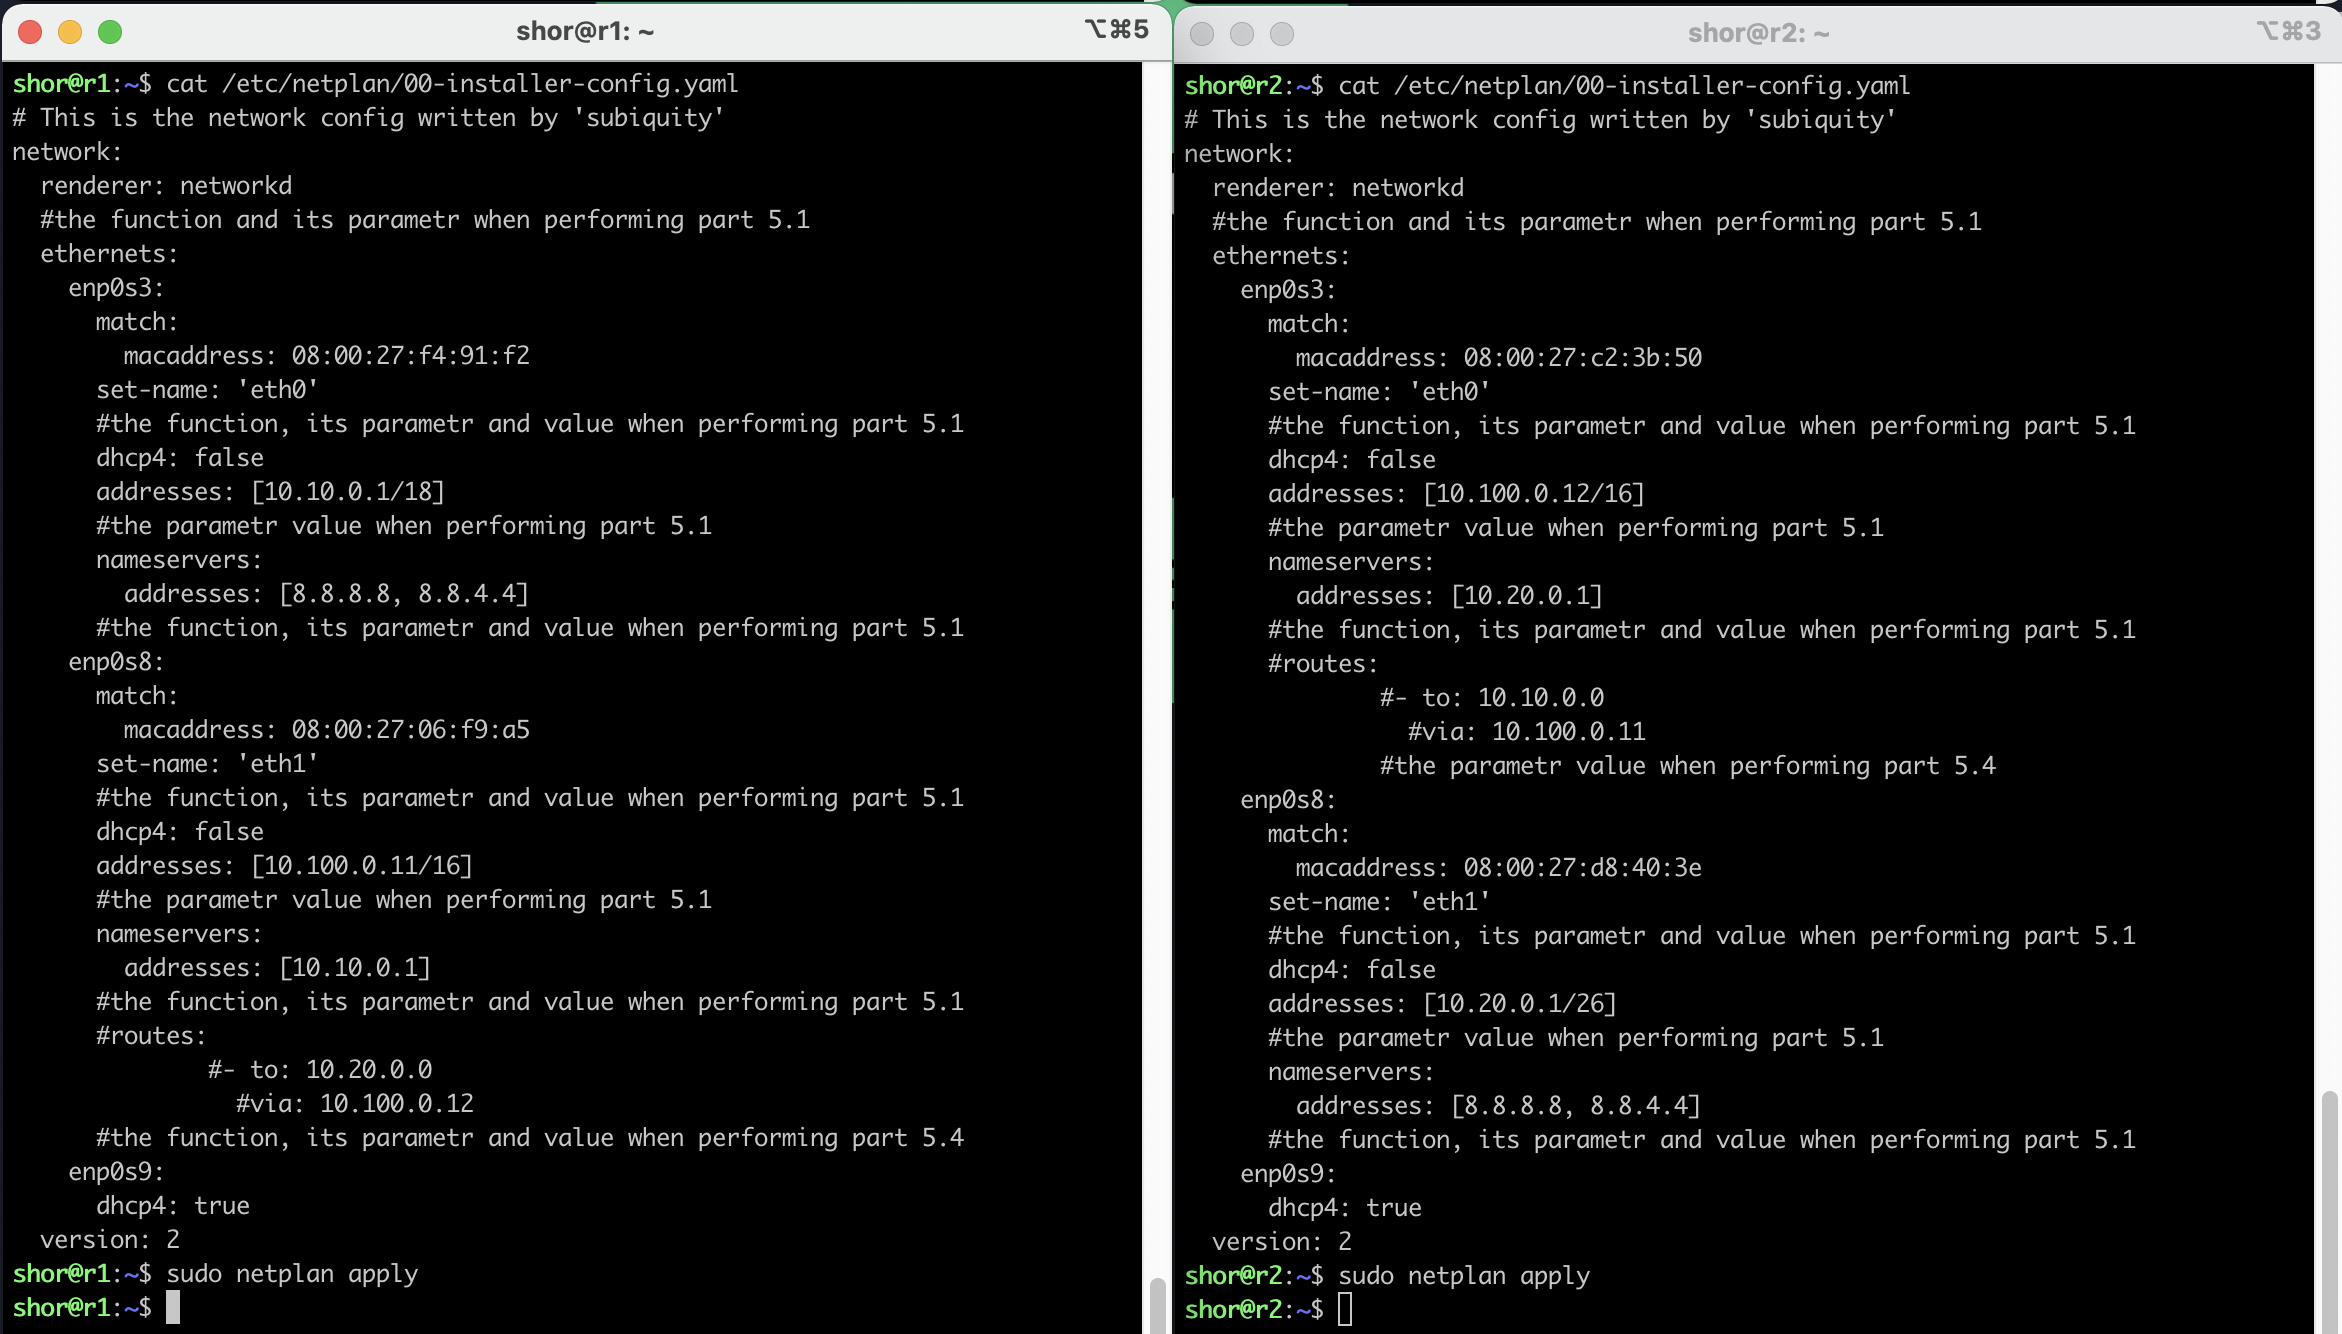 shor@r1: ~
⌥⌘5
shor@r1:~$ cat /etc/netplan/00-installer-config.yaml
# This is the network config written by 'subiquity'
network:
  renderer: networkd
  #the function and its parametr when performing part 5.1
  ethernets:
    enp0s3:
      match:
        macaddress: 08:00:27:f4:91:f2
      set-name: 'eth0'
      #the function, its parametr and value when performing part 5.1
      dhcp4: false
      addresses: [10.10.0.1/18]
      #the parametr value when performing part 5.1
      nameservers:
        addresses: [8.8.8.8, 8.8.4.4]
      #the function, its parametr and value when performing part 5.1
    enp0s8:
      match:
        macaddress: 08:00:27:06:f9:a5
      set-name: 'eth1'
      #the function, its parametr and value when performing part 5.1
      dhcp4: false
      addresses: [10.100.0.11/16]
      #the parametr value when performing part 5.1
      nameservers:
        addresses: [10.10.0.1]
      #the function, its parametr and value when performing part 5.1
      #routes:
              #- to: 10.20.0.0
                #via: 10.100.0.12
      #the function, its parametr and value when performing part 5.4
    enp0s9:
      dhcp4: true
  version: 2
shor@r1:~$ sudo netplan apply
shor@r1:~$
shor@r2: ~
⌥⌘3
shor@r2:~$ cat /etc/netplan/00-installer-config.yaml
# This is the network config written by 'subiquity'
network:
  renderer: networkd
  #the function and its parametr when performing part 5.1
  ethernets:
    enp0s3:
      match:
        macaddress: 08:00:27:c2:3b:50
      set-name: 'eth0'
      #the function, its parametr and value when performing part 5.1
      dhcp4: false
      addresses: [10.100.0.12/16]
      #the parametr value when performing part 5.1
      nameservers:
        addresses: [10.20.0.1]
      #the function, its parametr and value when performing part 5.1
      #routes:
              #- to: 10.10.0.0
                #via: 10.100.0.11
              #the parametr value when performing part 5.4
    enp0s8:
      match:
        macaddress: 08:00:27:d8:40:3e
      set-name: 'eth1'
      #the function, its parametr and value when performing part 5.1
      dhcp4: false
      addresses: [10.20.0.1/26]
      #the parametr value when performing part 5.1
      nameservers:
        addresses: [8.8.8.8, 8.8.4.4]
      #the function, its parametr and value when performing part 5.1
    enp0s9:
      dhcp4: true
  version: 2
shor@r2:~$ sudo netplan apply
shor@r2:~$